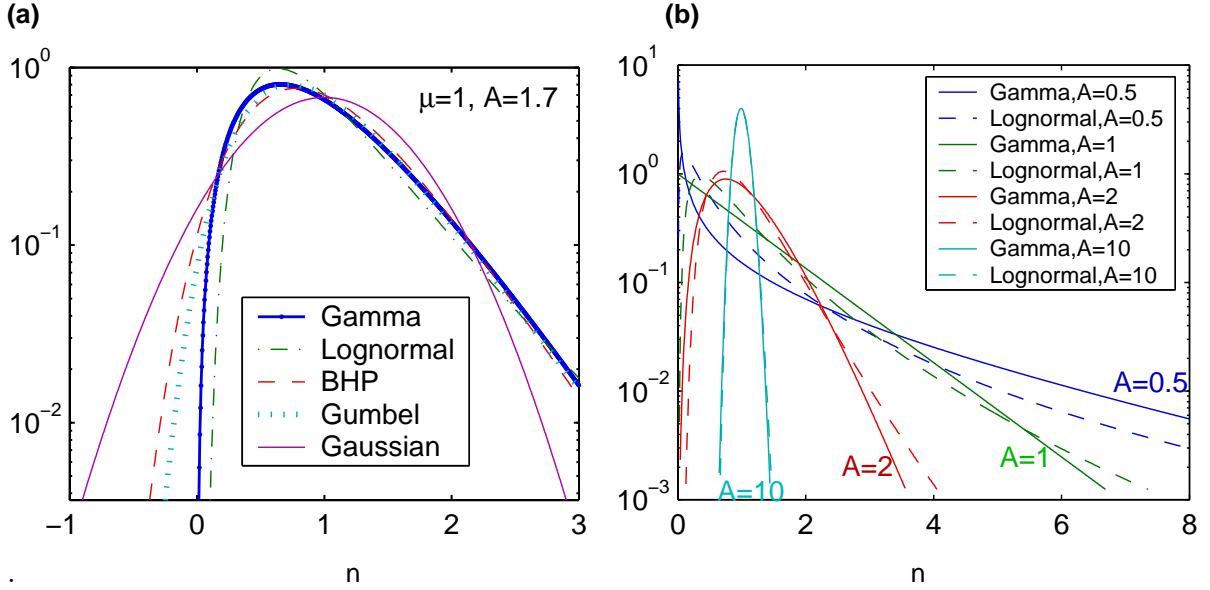 (a)
10^0
10^-1
10^-2
μ=1, A=1.7
Gamma
Lognormal
BHP
Gumbel
Gaussian
−1
0
1
2
3
n
.
(b)
10^1
10^0
10^-1
10^-2
10^-3
Gamma,A=0.5
Lognormal,A=0.5
Gamma,A=1
Lognormal,A=1
Gamma,A=2
Lognormal,A=2
Gamma,A=10
Lognormal,A=10
A=0.5
A=1
A=2
A=10
0
2
4
6
8
n